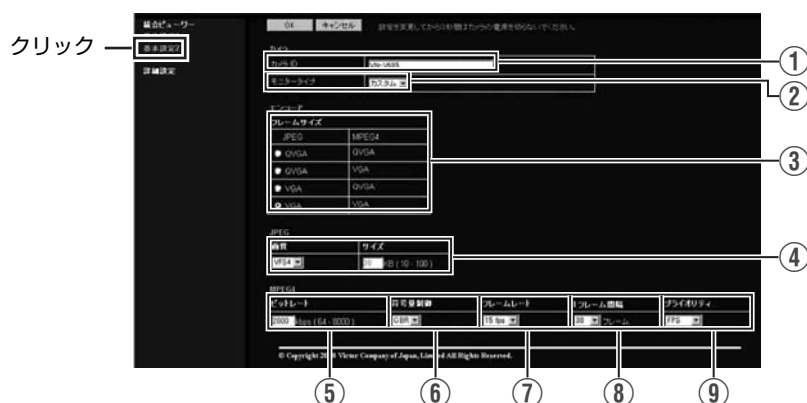 統合ビューワー
OK キャンセル 設定を変更してから30秒間はカメラの電源を切らないでください。
クリック
基本設定2
詳細設定
カメラ
カメラ ID VN-V685 ①
モニタータイプ カスタム ②
エンコード
フレームサイズ
JPEG MPEG4
QVGA QVGA
QVGA VGA ③
VGA QVGA
VGA VGA
JPEG
画質 サイズ
VFS4 30 KB ( 10 - 100 ) ④
MPEG4
ビットレート 符号量制御 フレームレート Iフレーム間隔 プライオリティ
2000 kbps ( 64 - 8000 ) CBR 15 fps 30 フレーム FPS
© Copyright Victor Company of Japan, Limited All Rights Reserved.
⑤ ⑥ ⑦ ⑧ ⑨